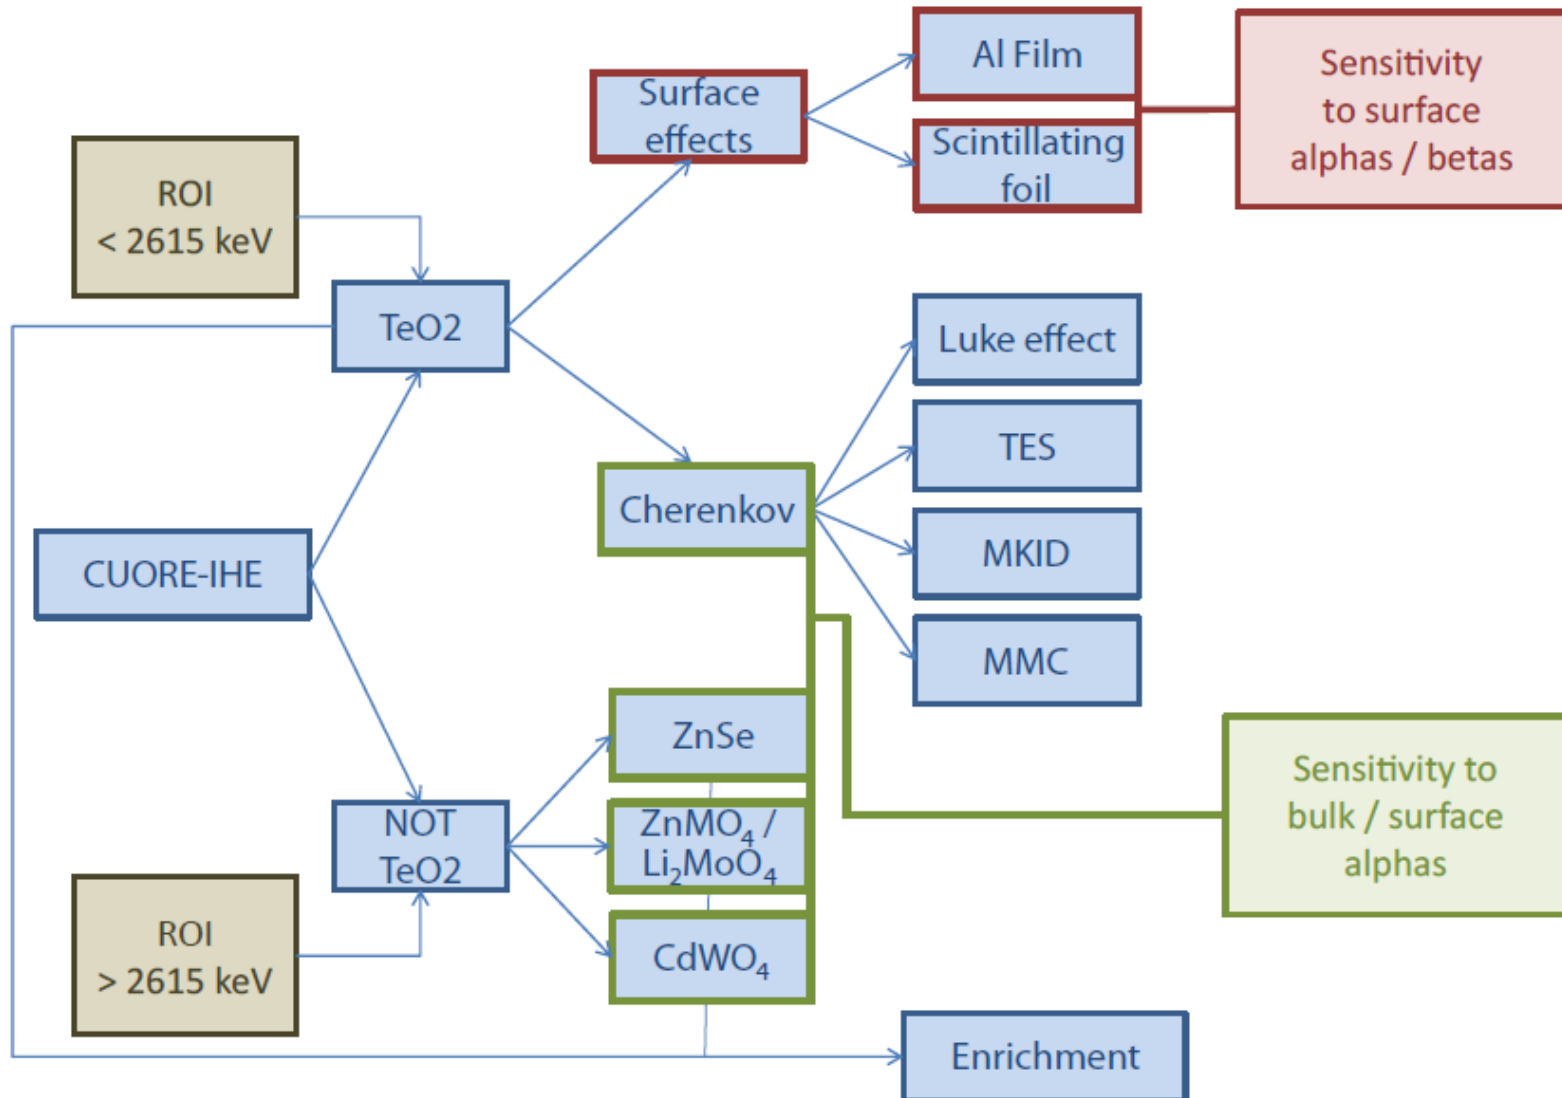 Al Film
Sensitivity
to surface
alphas / betas
Surface
effects
Scintillating
foil
ROI
< 2615 keV
TeO2
Luke effect
TES
Cherenkov
MKID
CUORE-IHE
MMC
ZnSe
Sensitivity to
bulk / surface
alphas
NOT
TeO2
ZnMO₄ /
Li₂MoO₄
ROI
> 2615 keV
CdWO₄
Enrichment